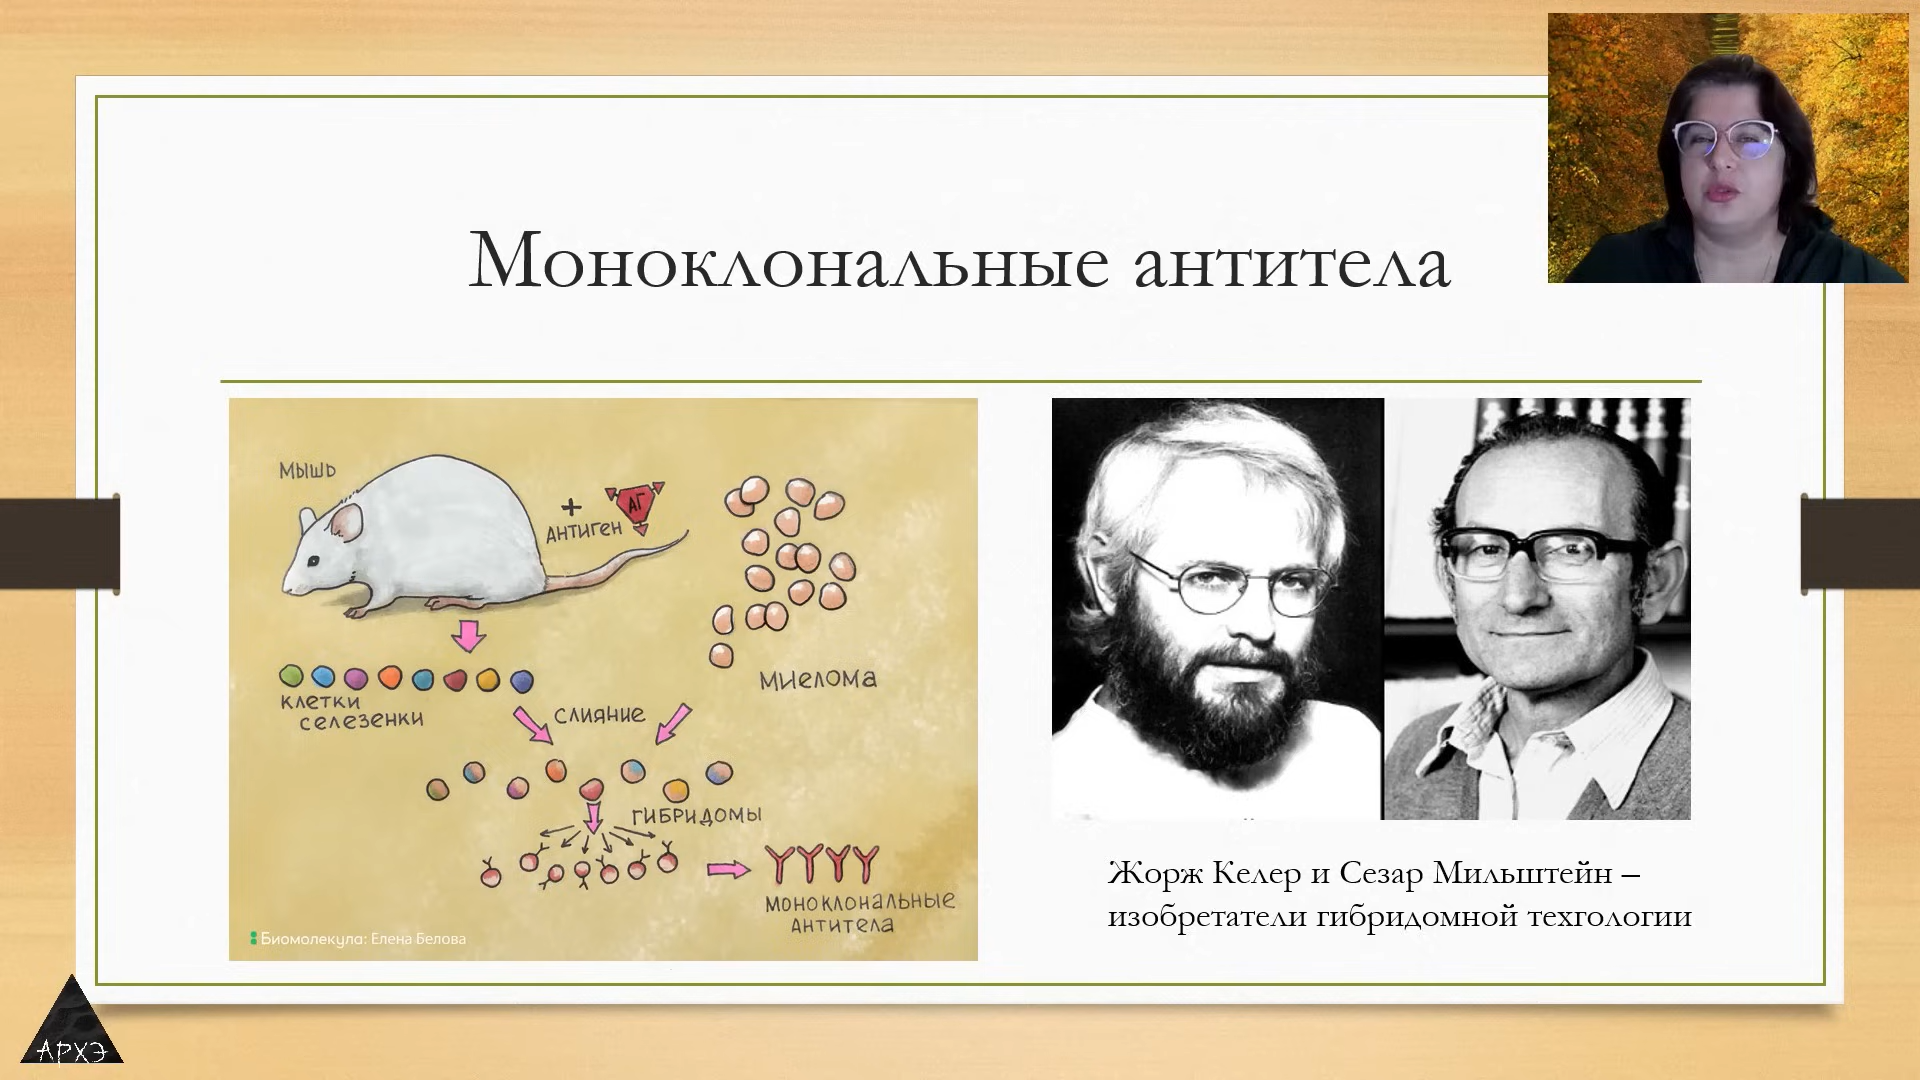 Моноклональные антитела
МЫШЬ
+
АНТИГЕН
АГ
МИЕЛОМА
КЛЕТКИ
СЕЛЕЗЕНКИ
СЛИЯНИЕ
ГИБРИДОМЫ
МОНОКЛОНАЛЬНЫЕ
АНТИТЕЛА
Биомолекула: Елена Белова
Жорж Келер и Сезар Мильштейн –
изобретатели гибридомной техгологии
АРХЭ